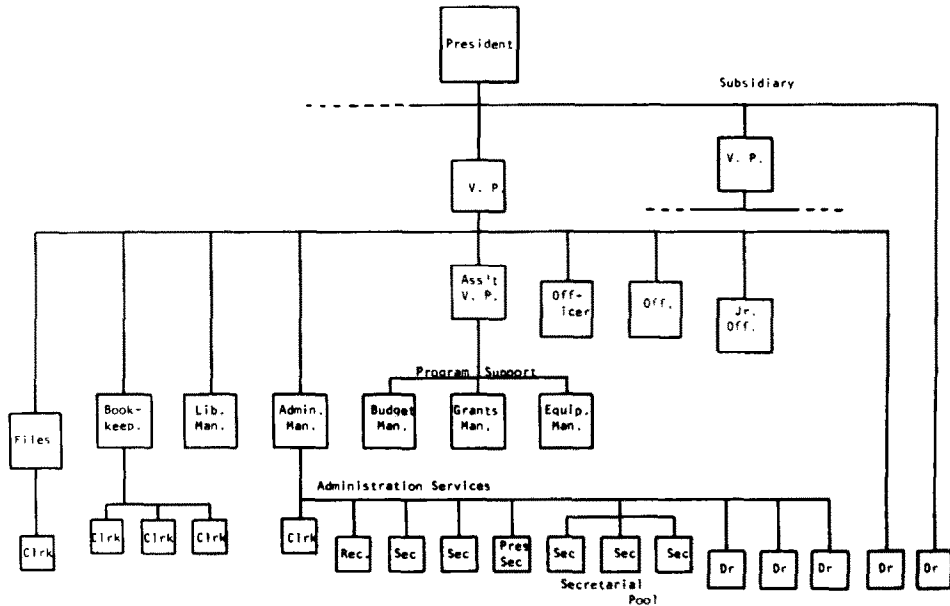 President
Subsidiary
V. P.
V. P.
Ass't
V. P.
Off-
icer
Off.
Jr.
Off.
Program Support
Files
Book-
keep.
Lib.
Man.
Admin.
Man.
Budget
Man.
Grants
Man.
Equip.
Man.
Administration Services
Clrk
Clrk
Clrk
Clrk
Clrk
Rec.
Sec
Sec
Pres
Sec
Sec
Sec
Sec
Dr
Dr
Dr
Dr
Dr
Secretarial
Pool